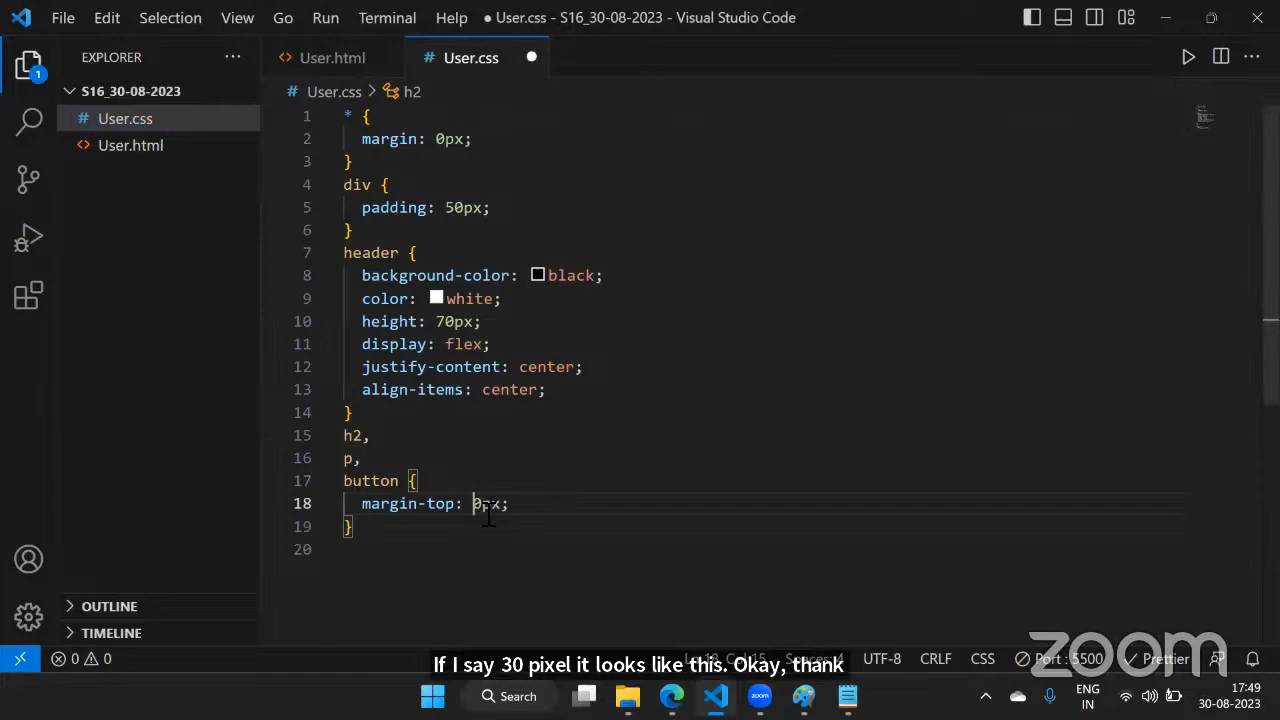 File Edit Selection View Go Run Terminal Help ● User.css - S16_30-08-2023 - Visual Studio Code
EXPLORER ...
User.html
# User.css
1
S16_30-08-2023
# User.css
<> User.html
# User.css > h2
1 * {
2 margin: 0px;
3 }
4 div {
5 padding: 50px;
6 }
7 header {
8 background-color: black;
9 color: white;
10 height: 70px;
11 display: flex;
12 justify-content: center;
13 align-items: center;
14 }
15 h2,
16 p,
17 button {
18 margin-top: 0px;
19 }
20
OUTLINE
TIMELINE
zoom
0 0
UTF-8 CRLF CSS Port : 5500 Prettier
If I say 30 pixel it looks like this. Okay, thank
Search
ENG
IN
17:49
30-08-2023